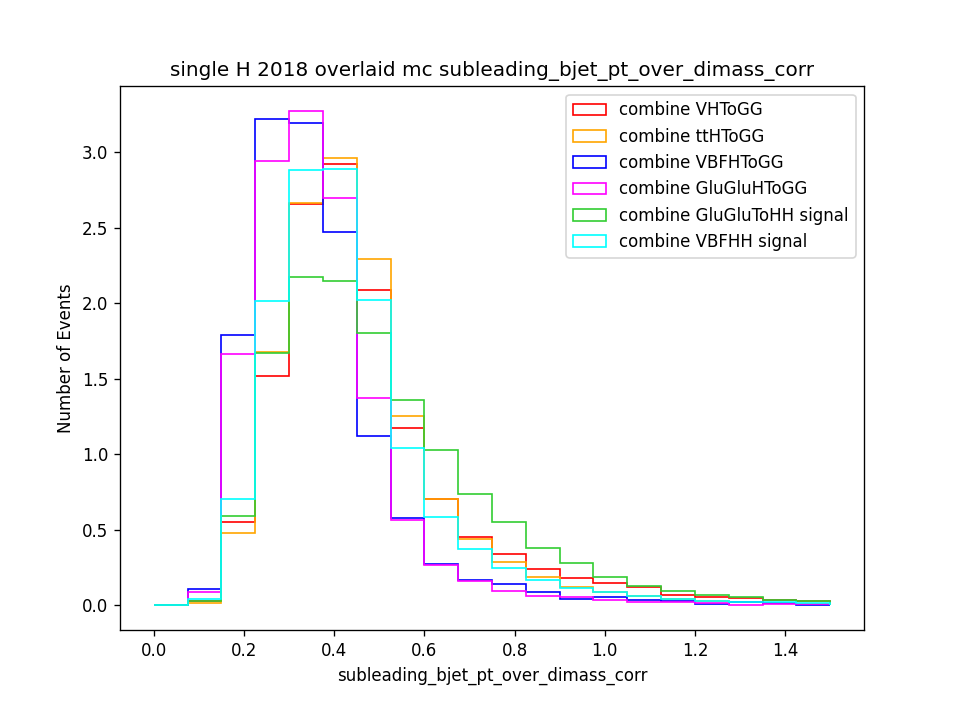 single H 2018 overlaid mc subleading_bjet_pt_over_dimass_corr
combine VHToGG
combine ttHToGG
combine VBFHToGG
combine GluGluHToGG
combine GluGluToHH signal
combine VBFHH signal
Number of Events
3.0
2.5
2.0
1.5
1.0
0.5
0.0
0.0 0.2 0.4 0.6 0.8 1.0 1.2 1.4
subleading_bjet_pt_over_dimass_corr